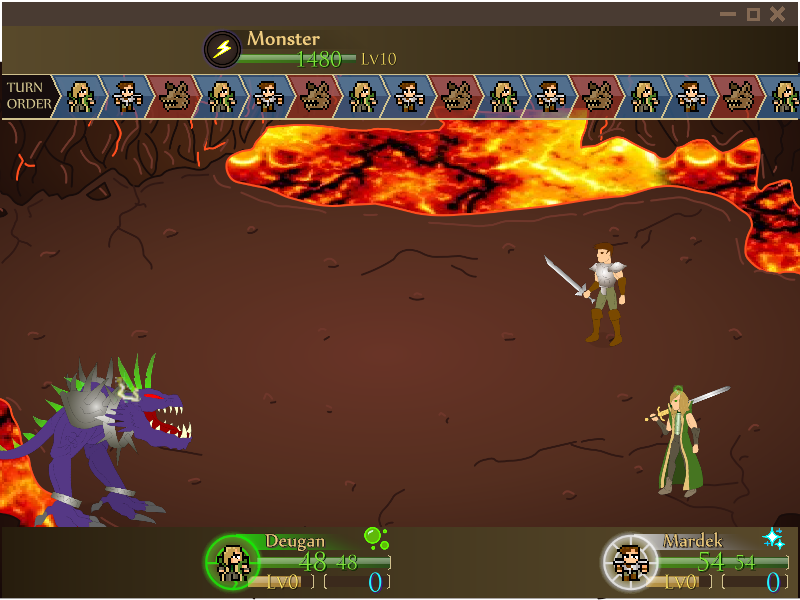 Monster
1480 Lv10
TURN
ORDER
Deugan
48 48
Lv0 0
Mardek
54 54
Lv0 0